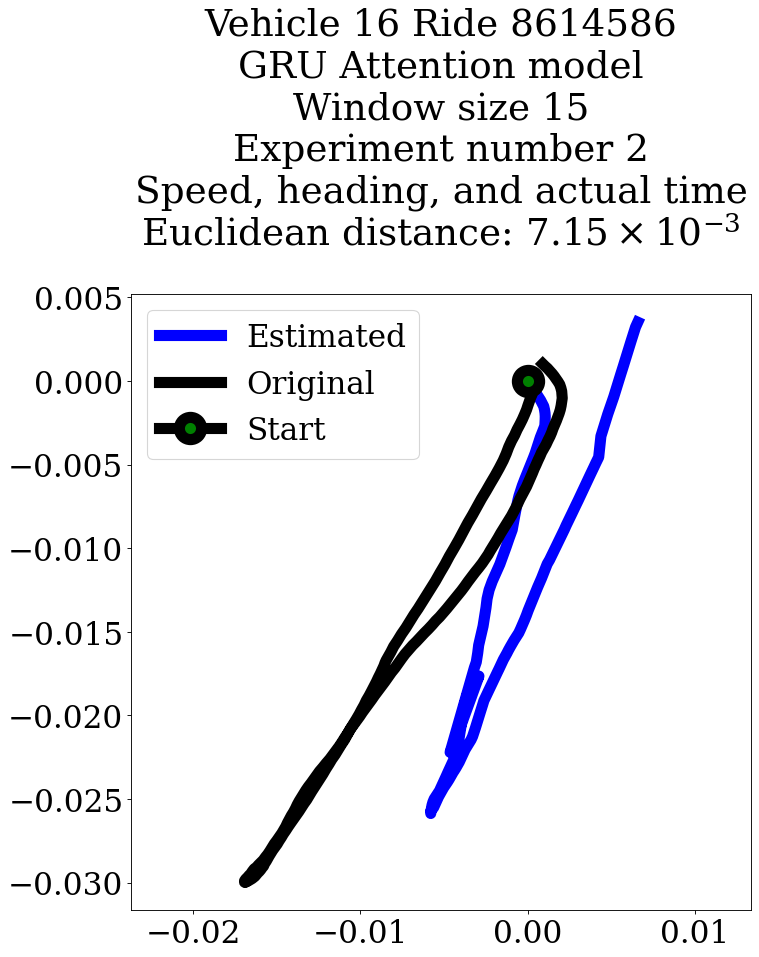 Vehicle 16 Ride 8614586
GRU Attention model
Window size 15
Experiment number 2
Speed, heading, and actual time
Euclidean distance: 7.15 × 10⁻³
0.005
Estimated
0.000
Original
Start
−0.005
−0.010
−0.015
−0.020
−0.025
−0.030
−0.02 −0.01 0.00 0.01